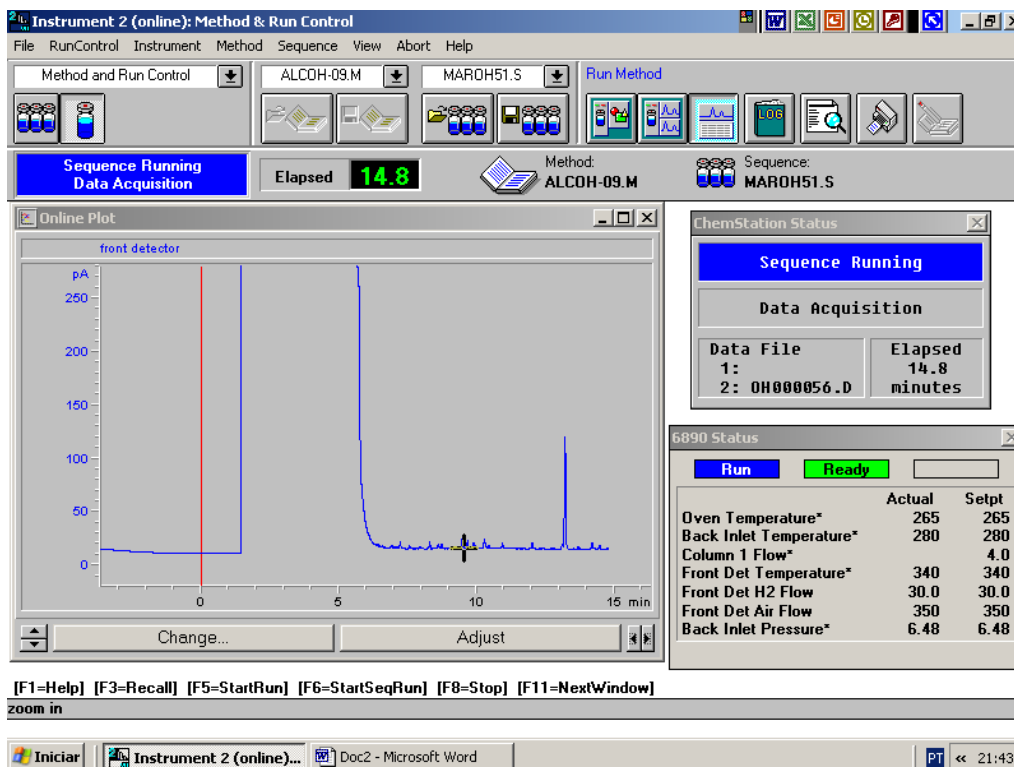 Instrument 2 (online): Method & Run Control
File RunControl Instrument Method Sequence View Abort Help
Method and Run Control ALCOH-09.M MAROH51.S Run Method
LOG
Sequence Running
Data Acquisition
Elapsed 14.8
Method:
ALCOH-09.M
Sequence:
MAROH51.S
Online Plot
front detector
pA
250
200
150
100
50
0
0 5 10 15 min
Change... Adjust
ChemStation Status
Sequence Running
Data Acquisition
Data File
1:
2: OH000056.D
Elapsed
14.8
minutes
6890 Status
Run Ready
Actual Setpt
Oven Temperature* 265 265
Back Inlet Temperature* 280 280
Column 1 Flow* 4.0
Front Det Temperature* 340 340
Front Det H2 Flow 30.0 30.0
Front Det Air Flow 350 350
Back Inlet Pressure* 6.48 6.48
[F1=Help] [F3=Recall] [F5=StartRun] [F6=StartSeqRun] [F8=Stop] [F11=NextWindow]
zoom in
Iniciar Instrument 2 (online)... Doc2 - Microsoft Word PT « 21:43